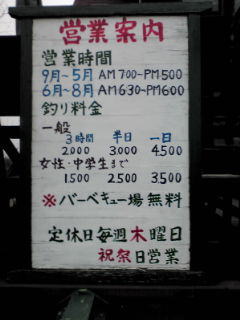 営業案内
営業時間
9月~5月 AM700~PM500
6月~8月 AM630~PM600
釣り料金
一般
3時間 半日 一日
2000 3000 4500
女性・中学生まで
1500 2500 3500
※バーベキュー場無料
定休日毎週木曜日
祝祭日営業